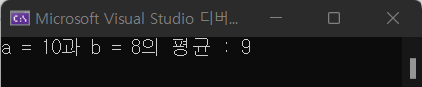 Microsoft Visual Studio 디버...
a = 10과 b = 8의 평균 : 9